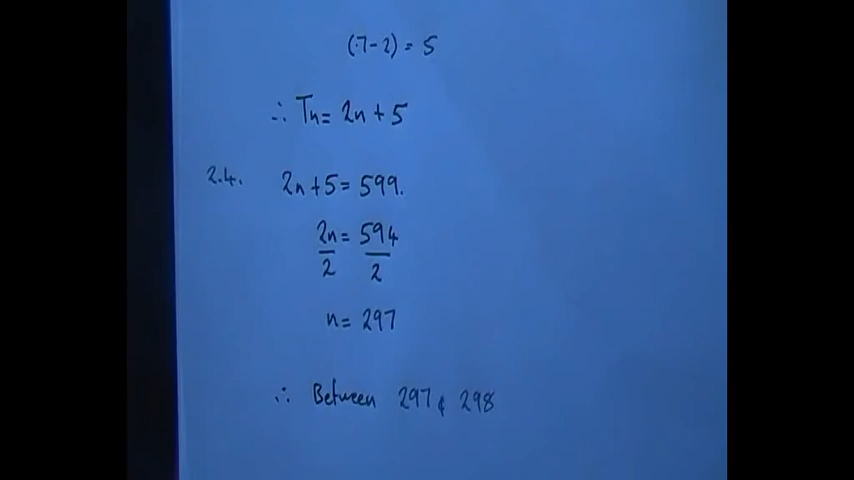 (7-2) = 5
∴ Tn = 2n + 5
2.4. 2n + 5 = 599.
2n = 594
2 2
n = 297
∴ Between 297 & 298